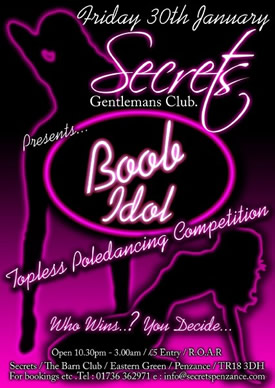 Friday 30th January
Secrets
Gentlemans Club.
Presents...
Boob
Idol
Topless Poledancing Competition
Who Wins..? You Decide...
Open 10.30pm - 3.00am / £5 Entry / R.O.A.R
Secrets / The Barn Club / Eastern Green / Penzance / TR18 3DH
For bookings etc .Tel : 01736 362971 e : info@secretspenzance.com